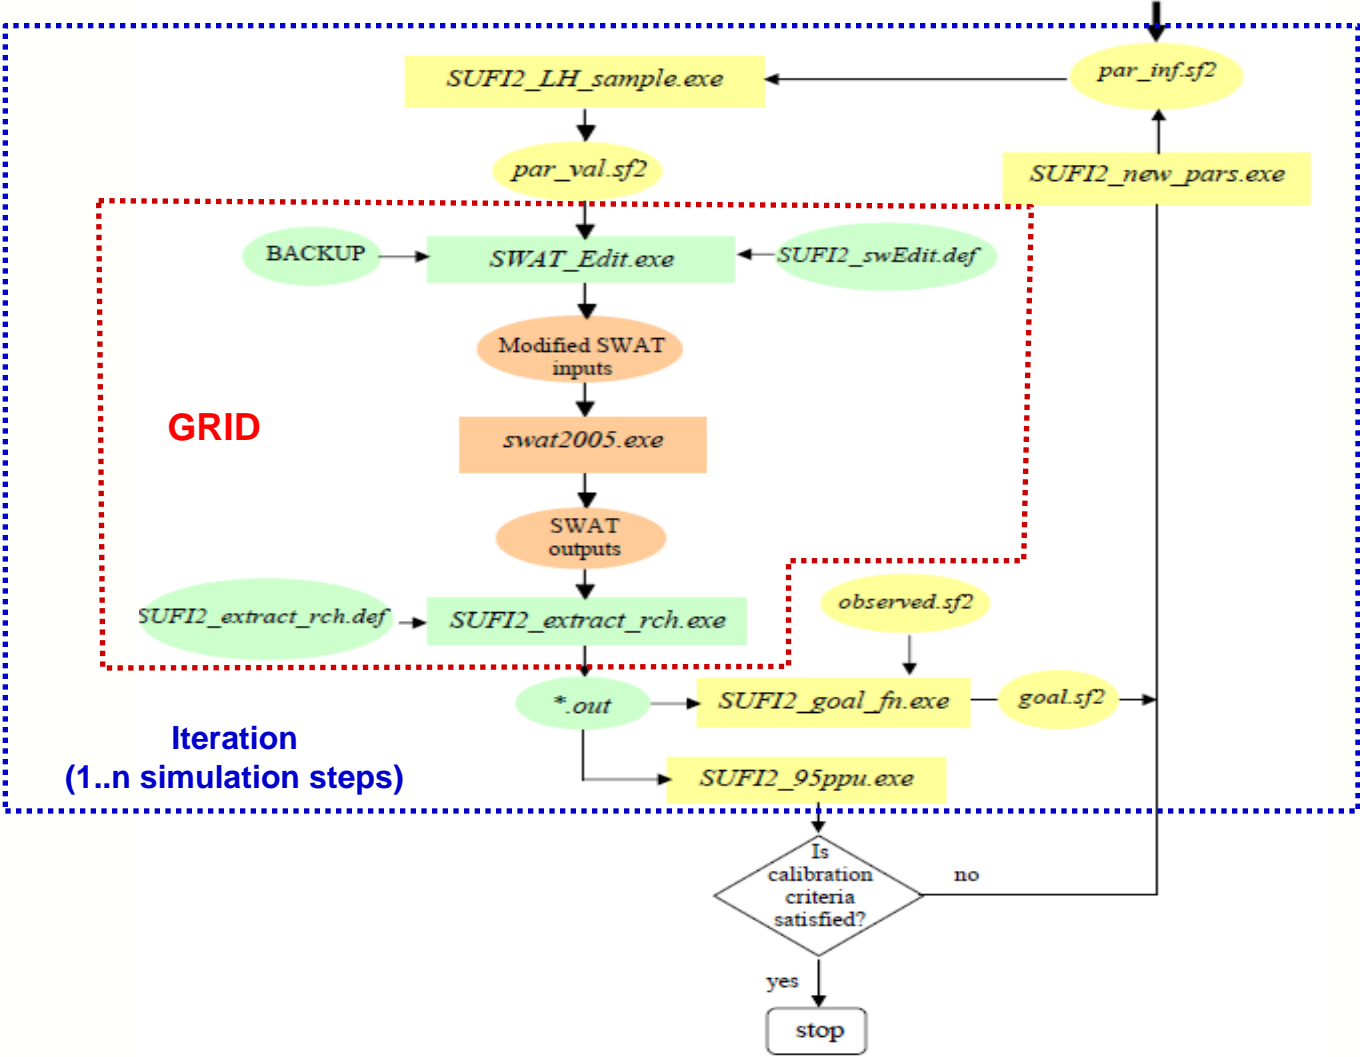 par_inf.sf2
SUFI2_LH_sample.exe
par_val.sf2
SUFI2_new_pars.exe
BACKUP
SWAT_Edit.exe
SUFI2_swEdit.def
Modified SWAT
inputs
GRID
swat2005.exe
SWAT
outputs
SUFI2_extract_rch.def
SUFI2_extract_rch.exe
observed.sf2
*.out
SUFI2_goal_fn.exe
goal.sf2
Iteration
(1..n simulation steps)
SUFI2_95ppu.exe
Is
calibration
criteria
satisfied?
no
yes
stop